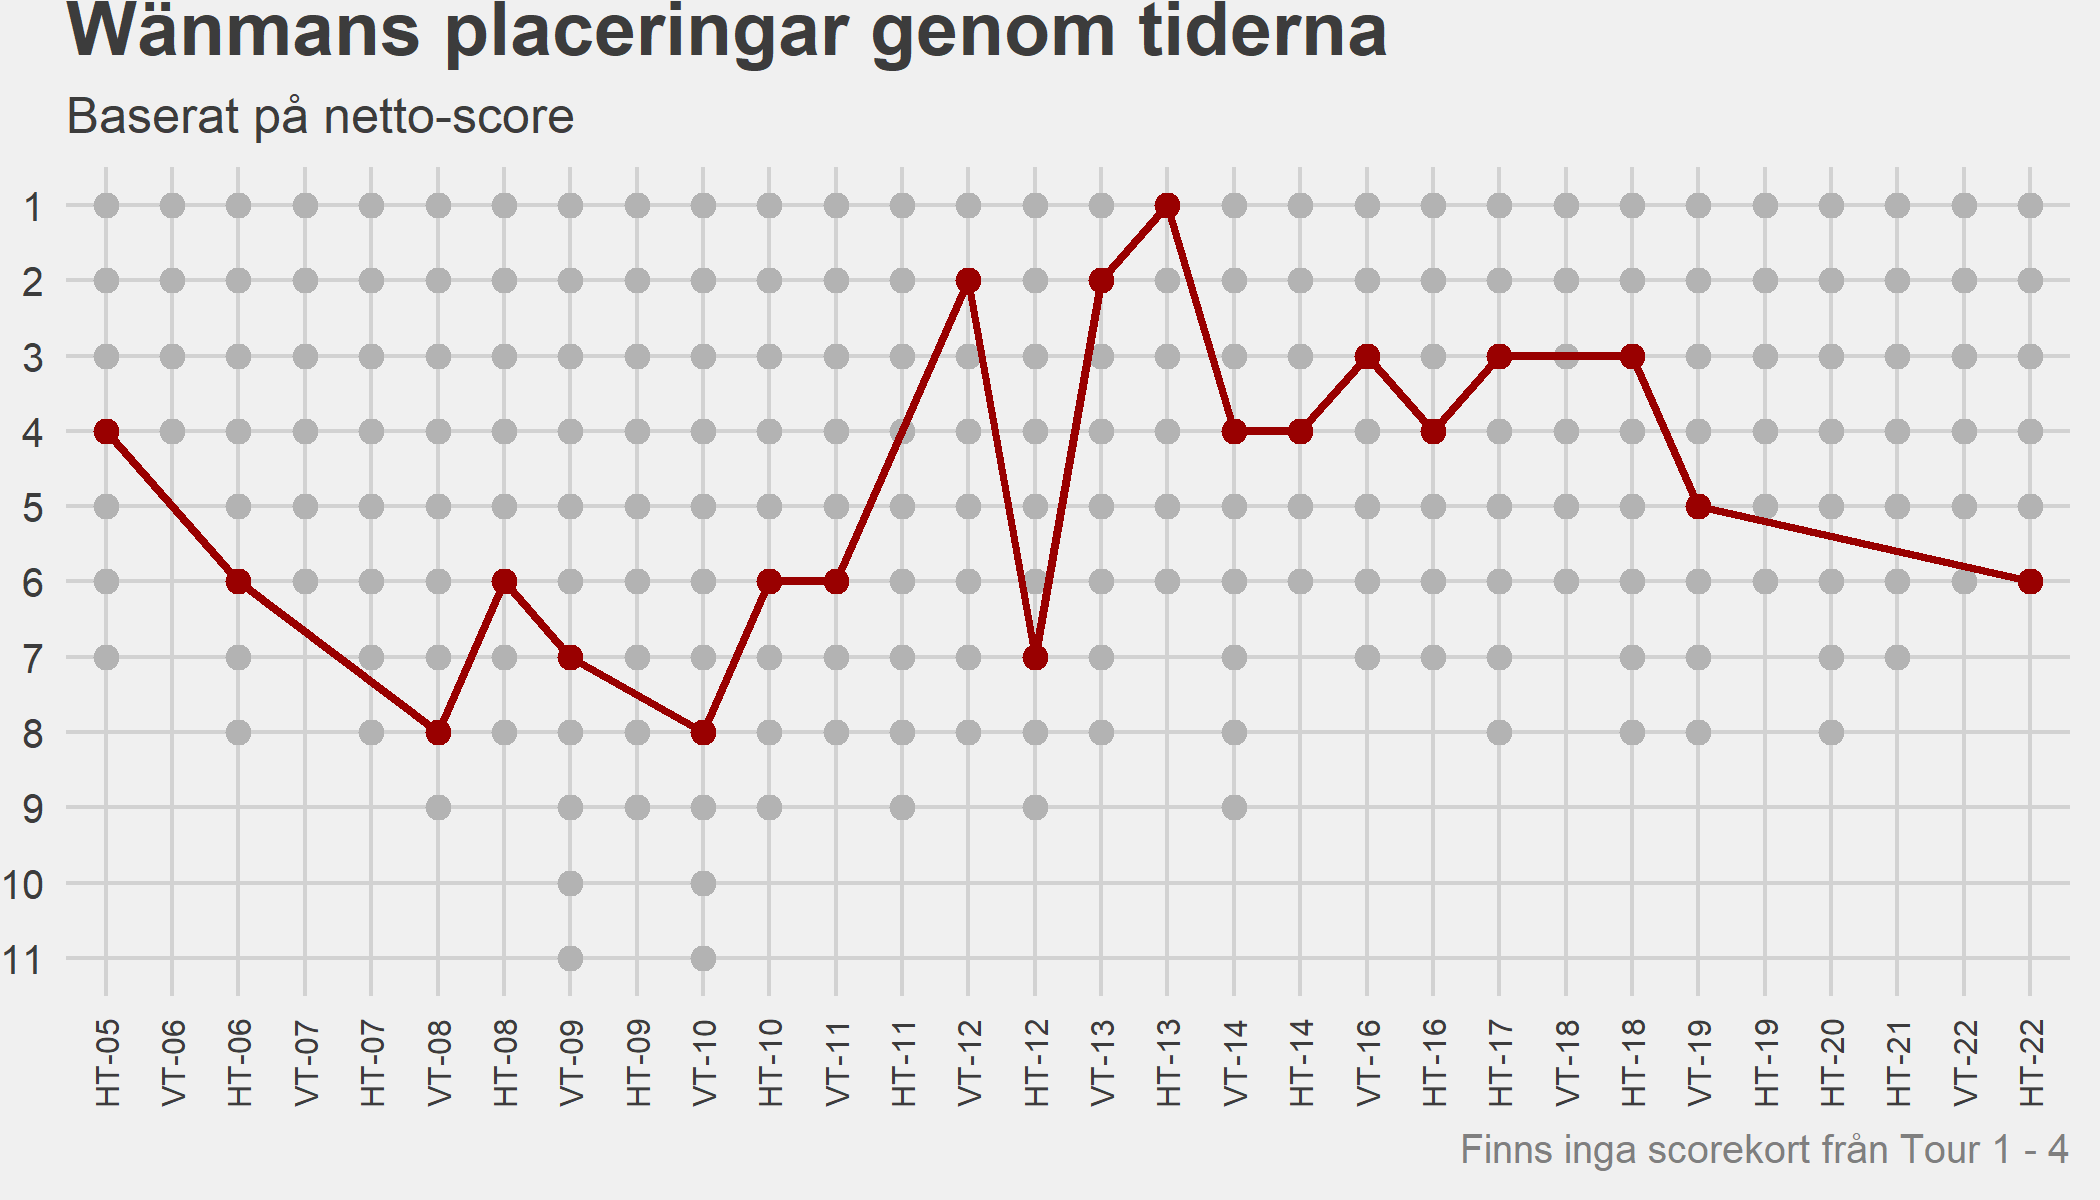 Wänmans placeringar genom tiderna
Baserat på netto-score
1
2
3
4
5
6
7
8
9
10
11
HT-05
VT-06
HT-06
VT-07
HT-07
VT-08
HT-08
VT-09
HT-09
VT-10
HT-10
VT-11
HT-11
VT-12
HT-12
VT-13
HT-13
VT-14
HT-14
VT-16
HT-16
HT-17
VT-18
HT-18
VT-19
HT-19
HT-20
HT-21
VT-22
HT-22
Finns inga scorekort från Tour 1 - 4